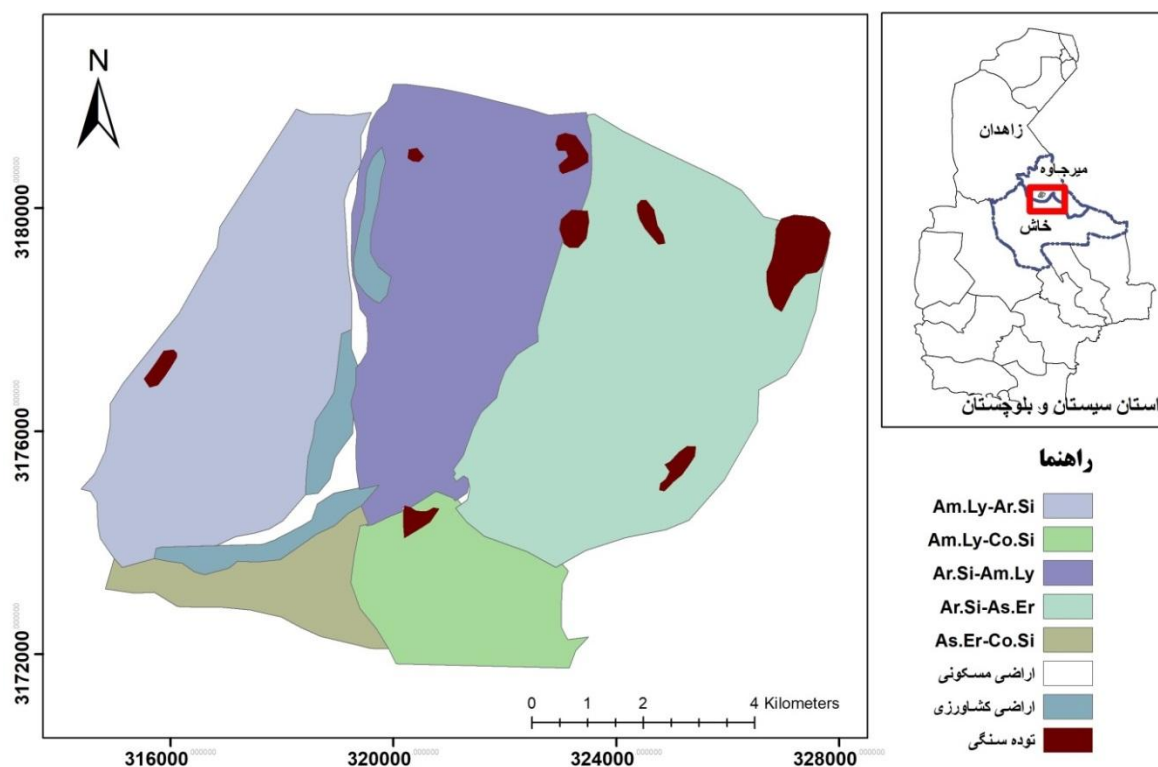 N
3180000
3176000
3172000
316000
320000
324000
328000
0 1 2 4 Kilometers
زاهدان
میرجاوه
خاش
استان سیستان و بلوچستان
راهنما
Am.Ly-Ar.Si
Am.Ly-Co.Si
Ar.Si-Am.Ly
Ar.Si-As.Er
As.Er-Co.Si
اراضی مسکونی
اراضی کشاورزی
توده سنگی